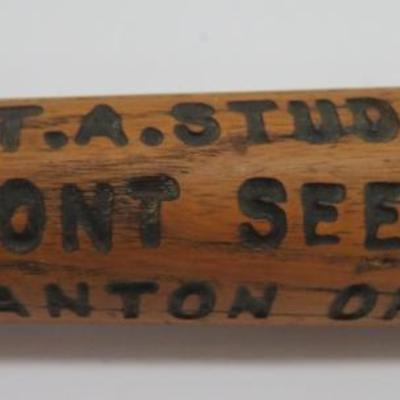 T.A.STUD
ONT SEE
ANTON O